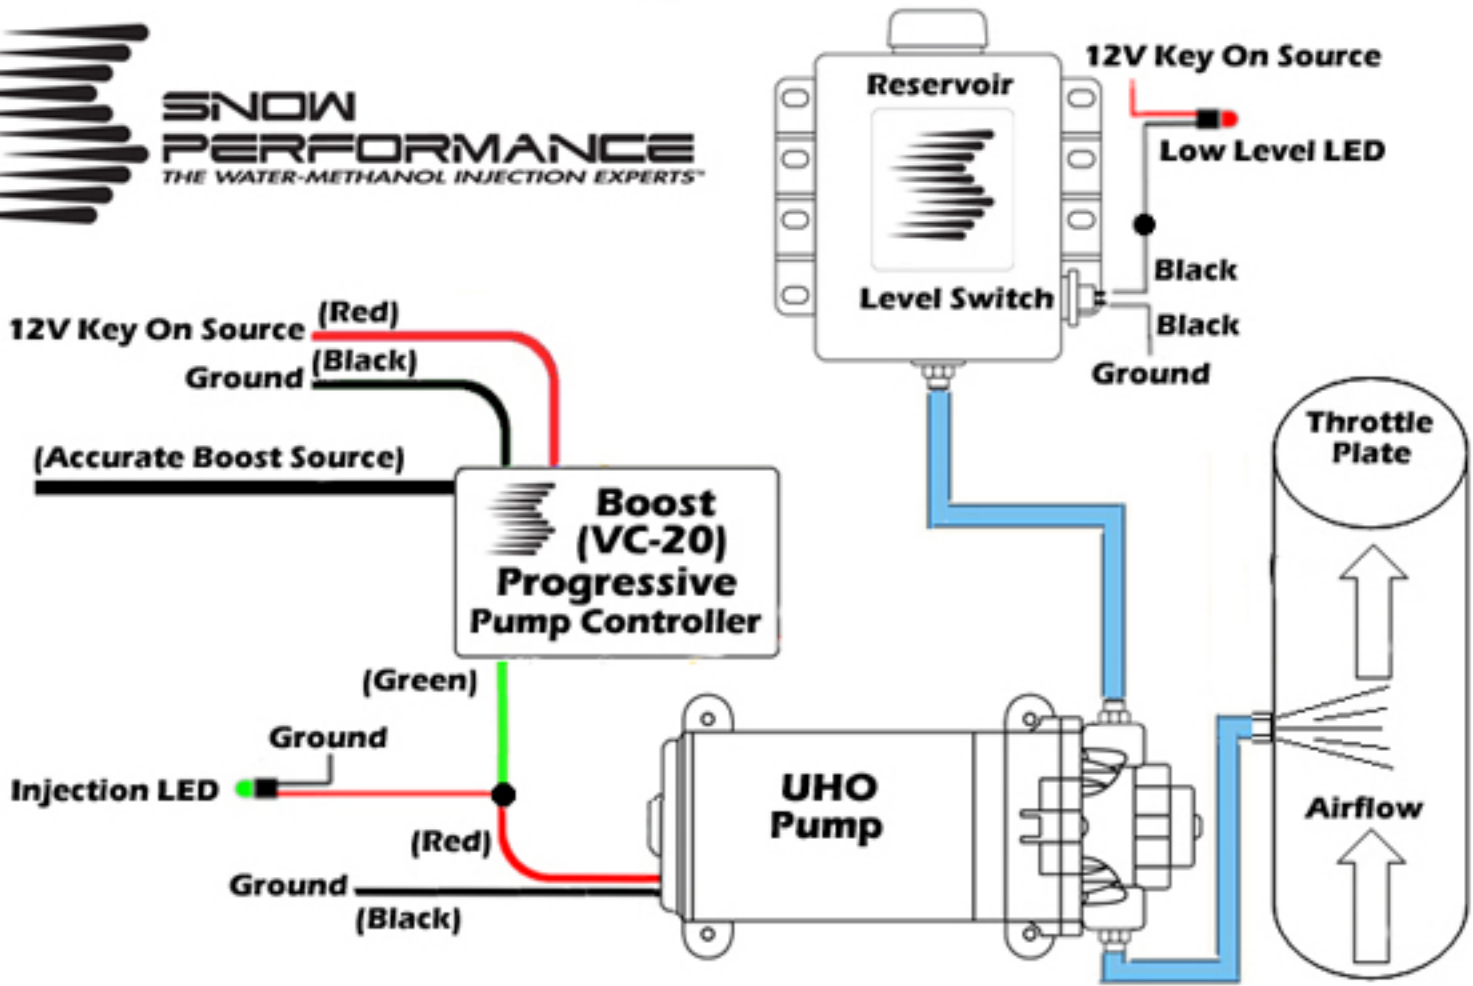 SNOW
PERFORMANCE
THE WATER-METHANOL INJECTION EXPERTS™
Reservoir
12V Key On Source
Low Level LED
Level Switch
Black
Black
Ground
12V Key On Source
(Red)
Ground
(Black)
(Accurate Boost Source)
Boost
(VC-20)
Progressive
Pump Controller
Throttle
Plate
(Green)
Ground
Injection LED
(Red)
Ground
(Black)
UHO
Pump
Airflow